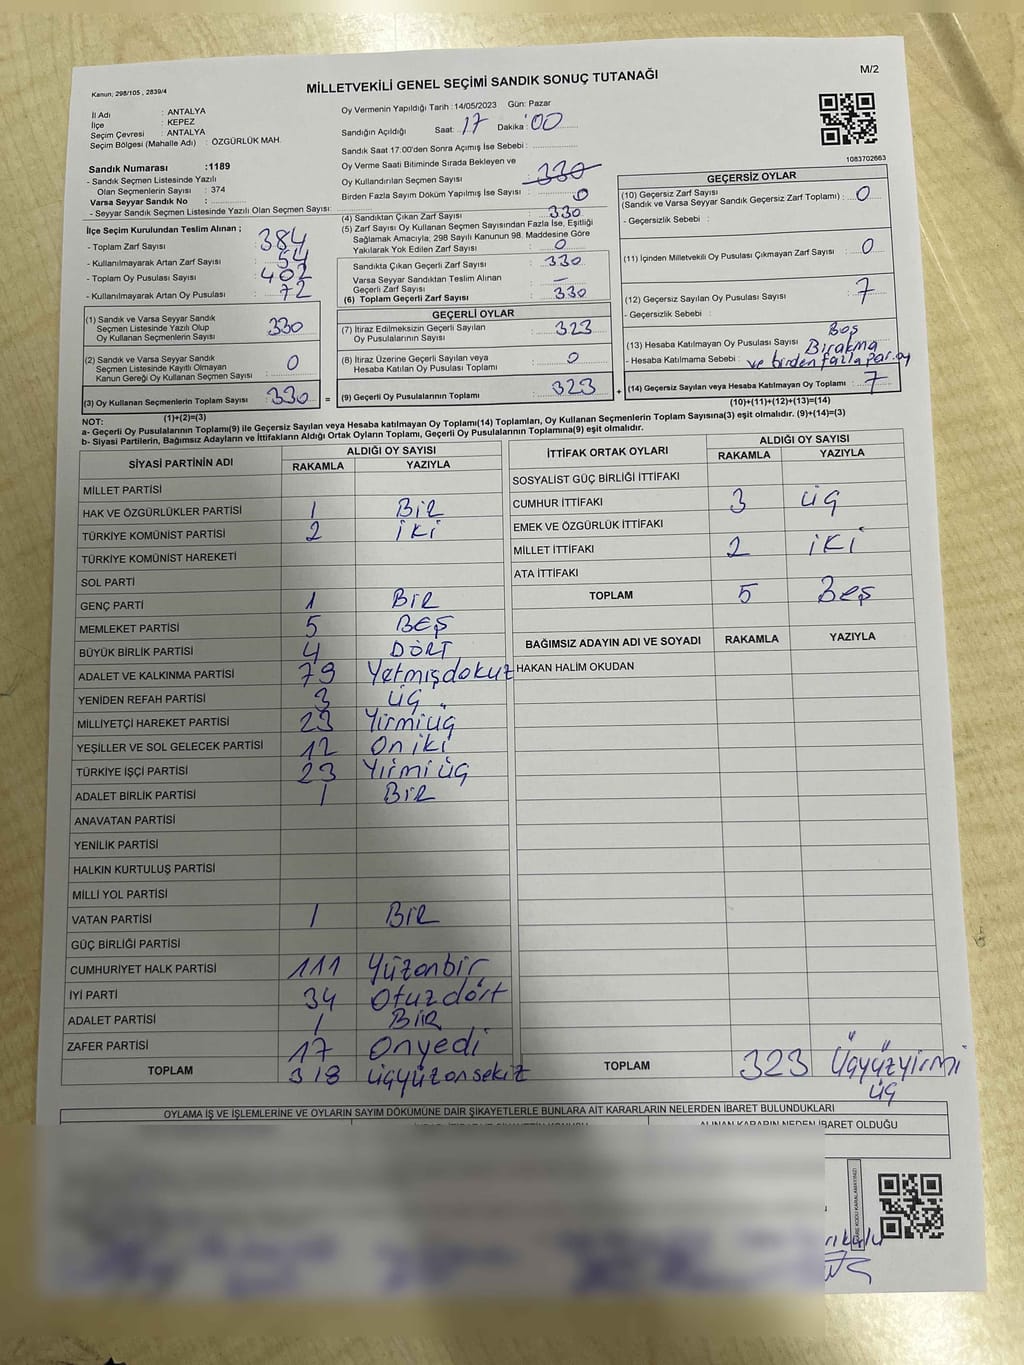 Kanun; 298/105 , 2839/4
MİLLETVEKİLİ GENEL SEÇİMİ SANDIK SONUÇ TUTANAĞI
M/2
İl Adı : ANTALYA
İlçe : KEPEZ
Seçim Çevresi : ANTALYA
Seçim Bölgesi (Mahalle Adı) : ÖZGÜRLÜK MAH.
Sandık Numarası :1189
- Sandık Seçmen Listesinde Yazılı
Olan Seçmenlerin Sayısı : 374
Varsa Seyyar Sandık No :
- Seyyar Sandık Seçmen Listesinde Yazılı Olan Seçmen Sayısı:
İlçe Seçim Kurulundan Teslim Alınan ;
- Toplam Zarf Sayısı : 384
- Kullanılmayarak Artan Zarf Sayısı : 54
- Toplam Oy Pusulası Sayısı : 402
- Kullanılmayarak Artan Oy Pusulası : 72
(1) Sandık ve Varsa Seyyar Sandık
Seçmen Listesinde Yazılı Olup
Oy Kullanan Seçmenlerin Sayısı : 330
(2) Sandık ve Varsa Seyyar Sandık
Seçmen Listesinde Kayıtlı Olmayan
Kanun Gereği Oy Kullanan Seçmen Sayısı : 0
(3) Oy Kullanan Seçmenlerin Toplam Sayısı : 330
(1)+(2)=(3)
Oy Vermenin Yapıldığı Tarih : 14/05/2023 Gün: Pazar
Sandığın Açıldığı Saat: 17 Dakika: 00
Sandık Saat 17:00'den Sonra Açımış İse Sebebi :
Oy Verme Saati Bitiminde Sırada Bekleyen ve
Oy Kullandırılan Seçmen Sayısı : 330
Birden Fazla Sayım Döküm Yapılmış İse Sayısı : 0
(4) Sandıktan Çıkan Zarf Sayısı : 330
(5) Zarf Sayısı Oy Kullanan Seçmen Sayısından Fazla İse, Eşitliği
Sağlamak Amacıyla; 298 Sayılı Kanunun 98. Maddesine Göre
Yakılarak Yok Edilen Zarf Sayısı : 0
Sandıkta Çıkan Geçerli Zarf Sayısı : 330
Varsa Seyyar Sandıktan Teslim Alınan
Geçerli Zarf Sayısı : —
(6) Toplam Geçerli Zarf Sayısı : 330
GEÇERLİ OYLAR
(7) İtiraz Edilmeksizin Geçerli Sayılan
Oy Pusulalarının Sayısı : 323
(8) İtiraz Üzerine Geçerli Sayılan veya
Hesaba Katılan Oy Pusulası Toplamı : 0
= (9) Geçerli Oy Pusulalarının Toplamı : 323 +
1083702663
GEÇERSİZ OYLAR
(10) Geçersiz Zarf Sayısı
(Sandık ve Varsa Seyyar Sandık Geçersiz Zarf Toplamı) : 0
- Geçersizlik Sebebi :
(11) İçinden Milletvekili Oy Pusulası Çıkmayan Zarf Sayısı : 0
(12) Geçersiz Sayılan Oy Pusulası Sayısı : 7
- Geçersizlik Sebebi :
Boş
(13) Hesaba Katılmayan Oy Pusulası Sayısı : Bırakma
- Hesaba Katılmama Sebebi : ve birden fazla par. oy
(14) Geçersiz Sayılan veya Hesaba Katılmayan Oy Toplamı : 7
(10)+(11)+(12)+(13)=(14)
NOT:
a- Geçerli Oy Pusulalarının Toplamı(9) ile Geçersiz Sayılan veya Hesaba katılmayan Oy Toplamı(14) Toplamları, Oy Kullanan Seçmenlerin Toplam Sayısına(3) eşit olmalıdır. (9)+(14)=(3)
b- Siyasi Partilerin, Bağımsız Adayların ve İttifakların Aldığı Ortak Oyların Toplamı, Geçerli Oy Pusulalarının Toplamına(9) eşit olmalıdır.
SİYASİ PARTİNİN ADI ALDIĞI OY SAYISI
RAKAMLA YAZIYLA
MİLLET PARTİSİ
HAK VE ÖZGÜRLÜKLER PARTİSİ 1 BİR
TÜRKİYE KOMÜNİST PARTİSİ 2 İKİ
TÜRKİYE KOMÜNİST HAREKETİ
SOL PARTİ
GENÇ PARTİ 1 BİR
MEMLEKET PARTİSİ 5 BEŞ
BÜYÜK BİRLİK PARTİSİ 4 DÖRT
ADALET VE KALKINMA PARTİSİ 79 Yetmişdokuz
YENİDEN REFAH PARTİSİ 3 üç
MİLLİYETÇİ HAREKET PARTİSİ 23 Yirmiüç
YEŞİLLER VE SOL GELECEK PARTİSİ 12 On iki
TÜRKİYE İŞÇİ PARTİSİ 23 Yirmi üç
ADALET BİRLİK PARTİSİ 1 BİR
ANAVATAN PARTİSİ
YENİLİK PARTİSİ
HALKIN KURTULUŞ PARTİSİ
MİLLİ YOL PARTİSİ
VATAN PARTİSİ 1 BİR
GÜÇ BİRLİĞİ PARTİSİ
CUMHURİYET HALK PARTİSİ 111 Yüzonbir
İYİ PARTİ 34 Otuzdört
ADALET PARTİSİ 1 BİR
ZAFER PARTİSİ 17 Onyedi
TOPLAM 318 üçyüzonsekiz
İTTİFAK ORTAK OYLARI ALDIĞI OY SAYISI
RAKAMLA YAZIYLA
SOSYALİST GÜÇ BİRLİĞİ İTTİFAKI
CUMHUR İTTİFAKI 3 üç
EMEK VE ÖZGÜRLÜK İTTİFAKI
MİLLET İTTİFAKI 2 iKİ
ATA İTTİFAKI
TOPLAM 5 Beş
BAĞIMSIZ ADAYIN ADI VE SOYADI RAKAMLA YAZIYLA
HAKAN HALİM OKUDAN
TOPLAM 323 Üçyüzyirmi
üç
OYLAMA İŞ VE İŞLEMLERİNE VE OYLARIN SAYIM DÖKÜMÜNE DAİR ŞİKAYETLERLE BUNLARA AİT KARARLARIN NELERDEN İBARET BULUNDUKLARI
ALINAN KARARIN NEDEN İBARET OLDUĞU